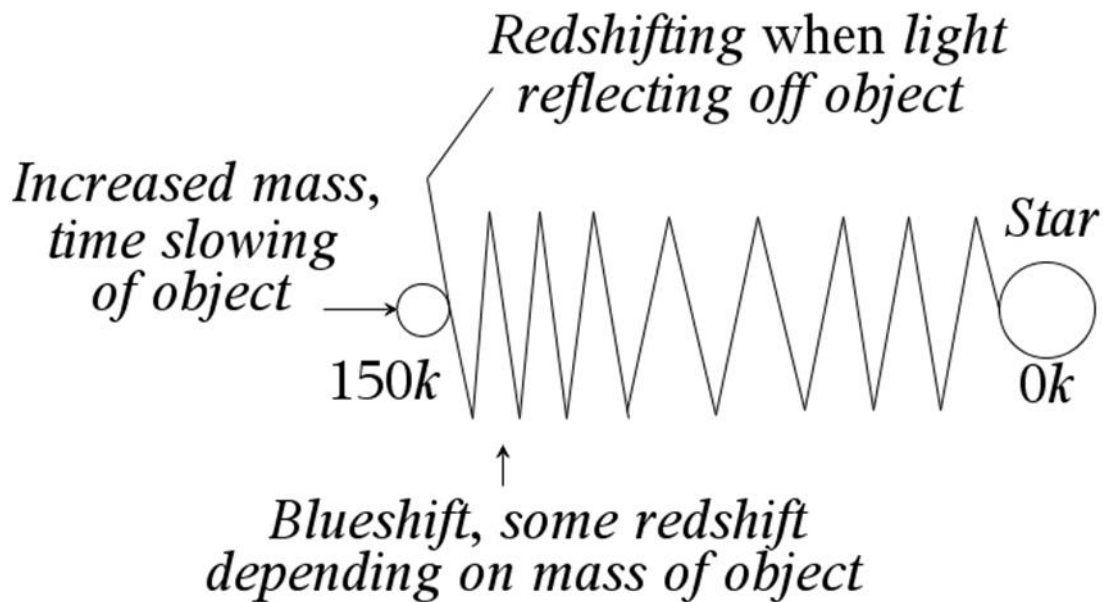 Redshifting when light
reflecting off object
Increased mass,
time slowing
of object
Star
150k
0k
Blueshift, some redshift
depending on mass of object